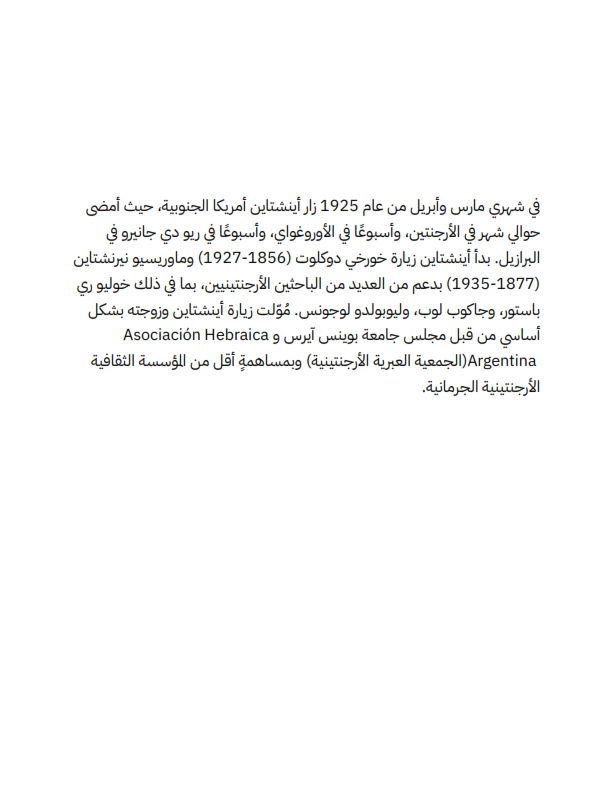 في شهري مارس وأبريل من عام 1925 زار أينشتاين أمريكا الجنوبية، حيث أمضى
حوالي شهر في الأرجنتين، وأسبوعًا في الأوروغواي، وأسبوعًا في ريو دي جانيرو في
البرازيل. بدأ أينشتاين زيارة خورخي دوكلوت (1856-1927) وماوريسيو نيرنشتاين
(1877-1935) بدعم من العديد من الباحثين الأرجنتينيين، بما في ذلك خوليو ري
باستور، وجاكوب لوب، وليوبولدو لوجونس. مُوّلت زيارة أينشتاين وزوجته بشكل
أساسي من قبل مجلس جامعة بوينس آيرس و Asociación Hebraica
Argentina(الجمعية العبرية الأرجنتينية) وبمساهمةٍ أقل من المؤسسة الثقافية
الأرجنتينية الجرمانية.